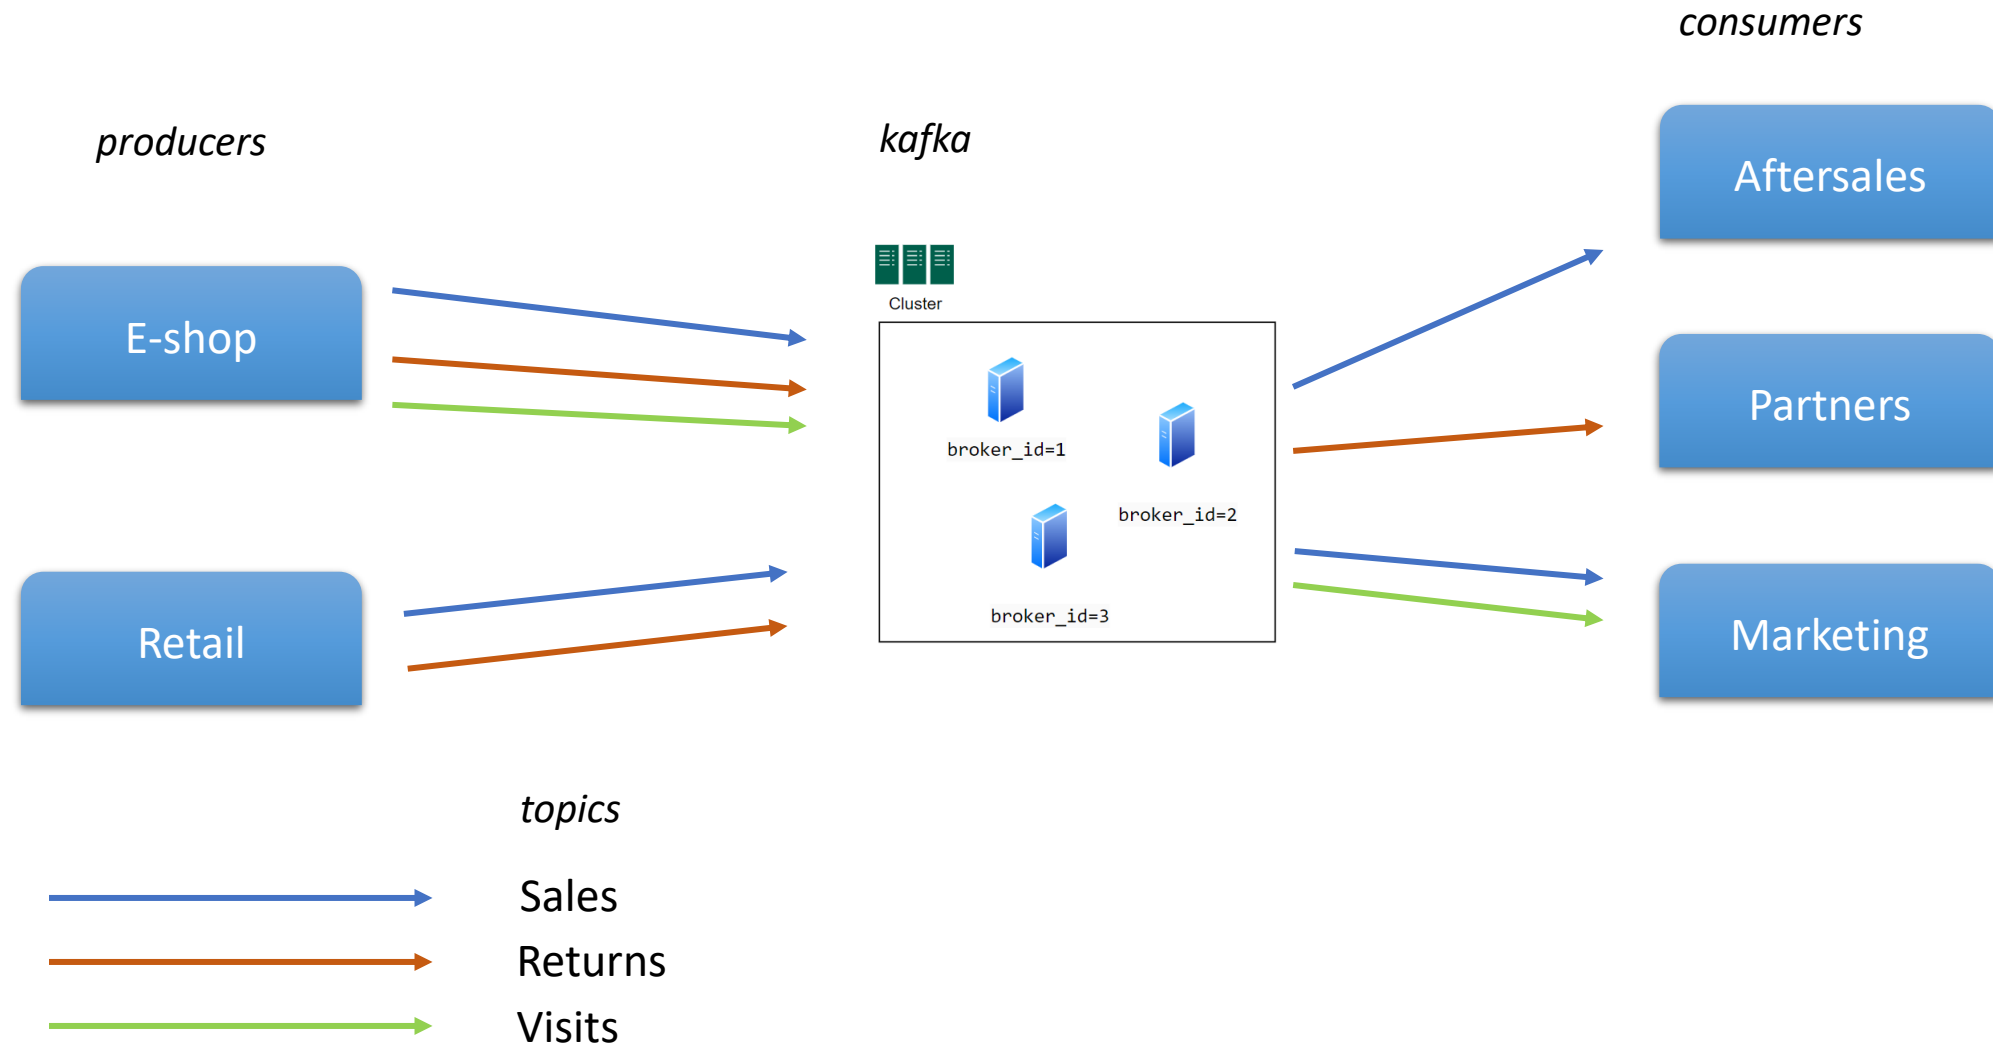 consumers
producers
kafka
Aftersales
Cluster
E-shop
Partners
broker_id=1
broker_id=2
broker_id=3
Retail
Marketing
topics
Sales
Returns
Visits